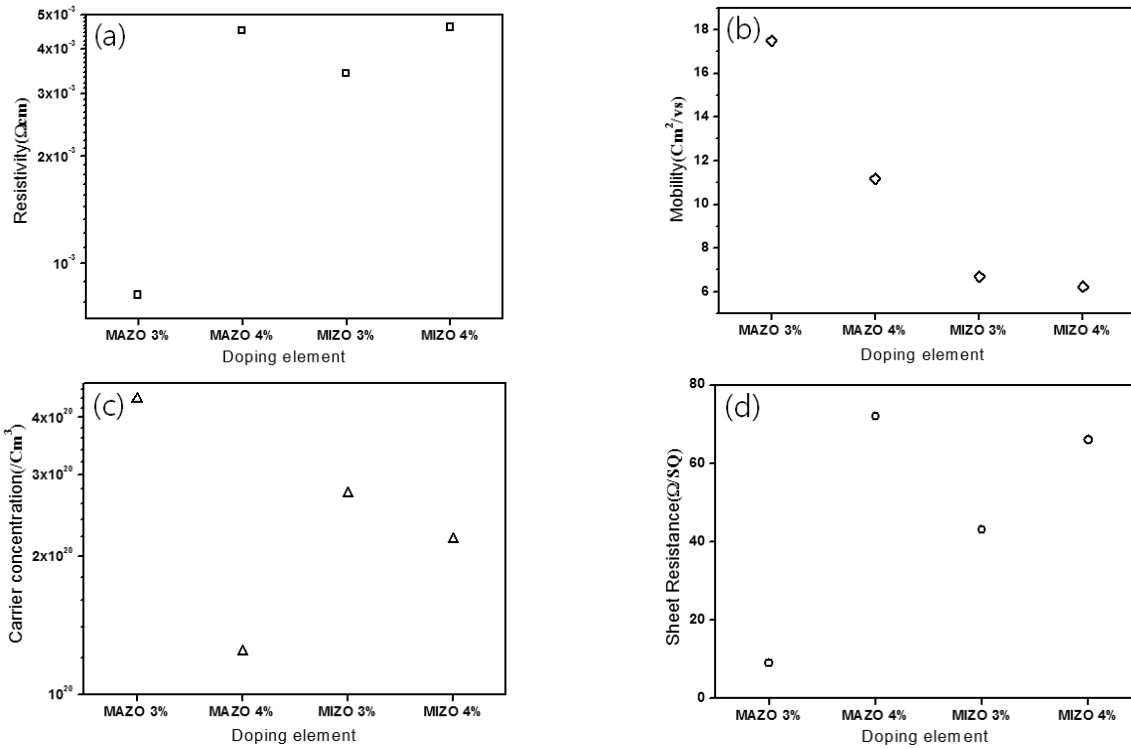 (a)
Resistivity(Ωcm)
5x10⁻³
4x10⁻³
3x10⁻³
2x10⁻³
10⁻³
MAZO 3% MAZO 4% MIZO 3% MIZO 4%
Doping element
(b)
Mobility(Cm²/vs)
18
16
14
12
10
8
6
MAZO 3% MAZO 4% MIZO 3% MIZO 4%
Doping element
(c)
Carrier concentration(/Cm³)
4x10²⁰
3x10²⁰
2x10²⁰
10²⁰
MAZO 3% MAZO 4% MIZO 3% MIZO 4%
Doping element
(d)
Sheet Resistance(Ω/SQ)
80
60
40
20
0
MAZO 3% MAZO 4% MIZO 3% MIZO 4%
Doping element